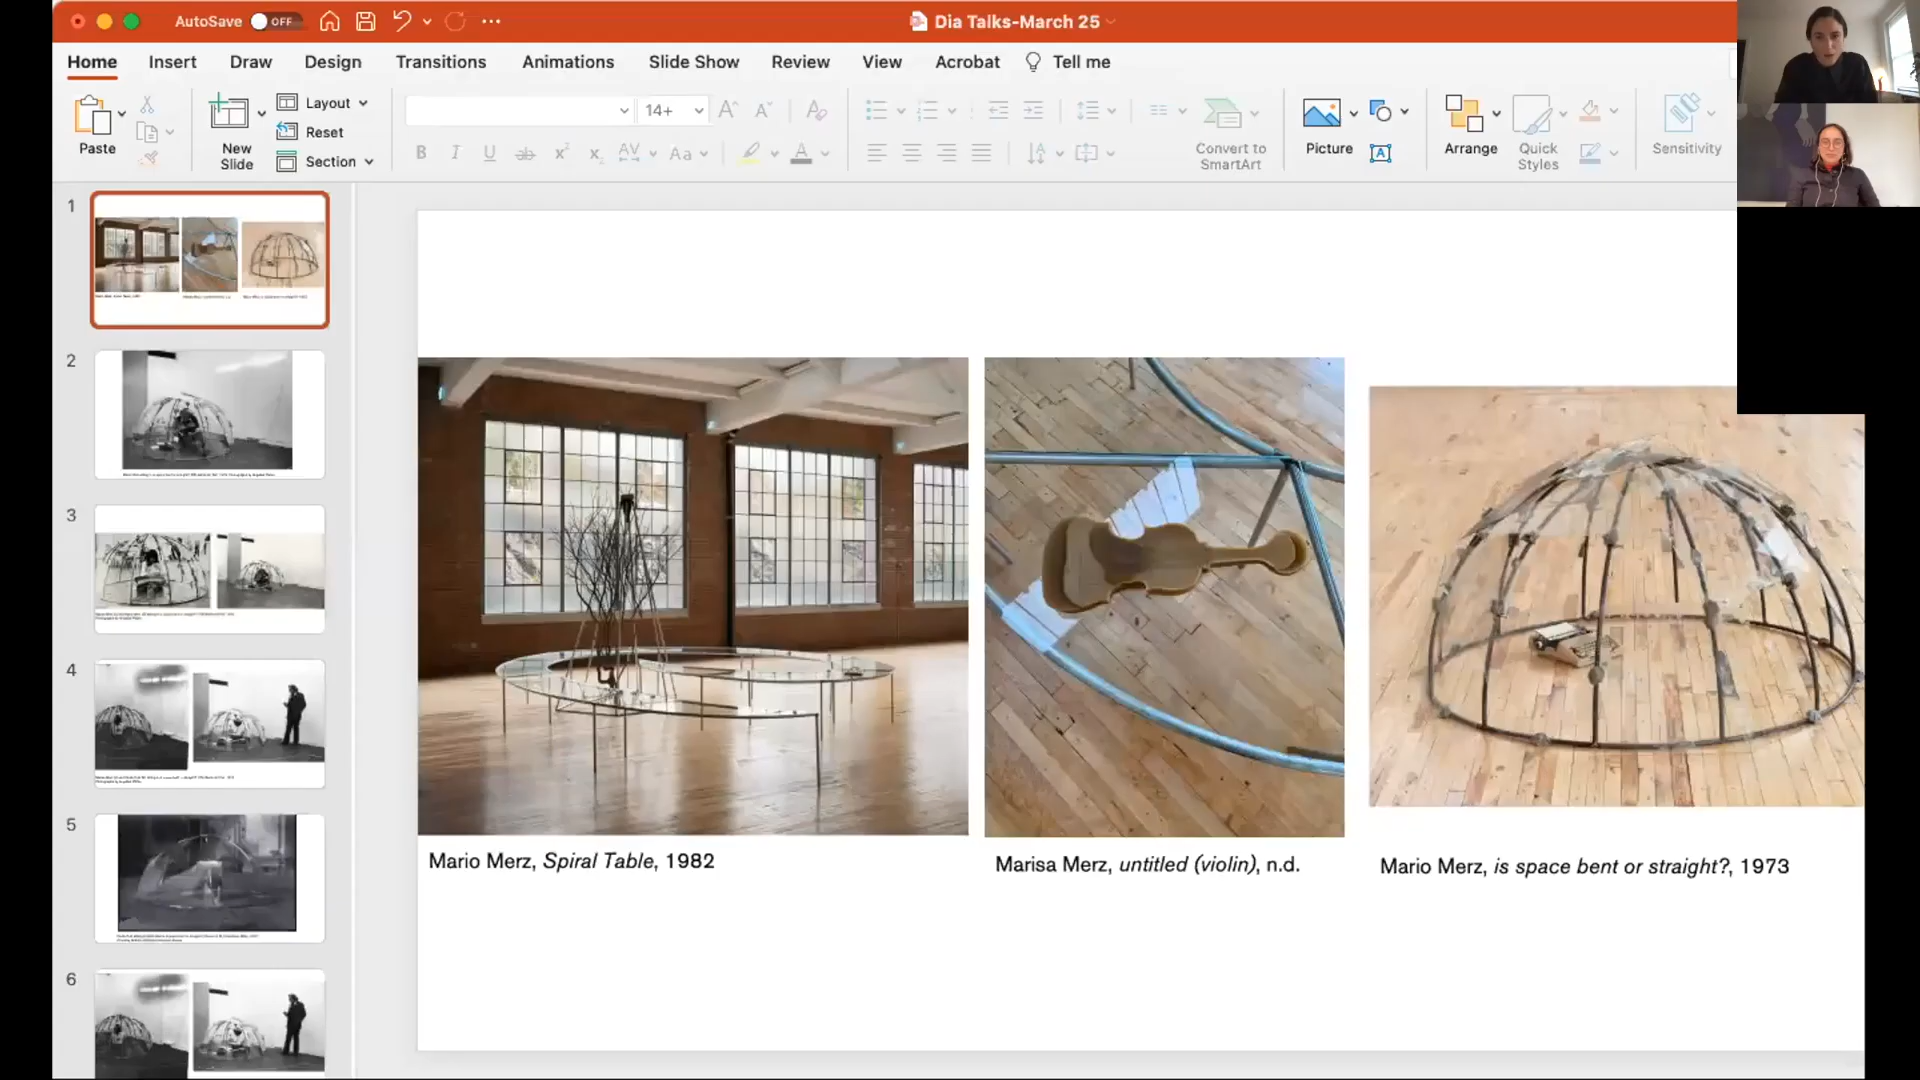 AutoSave OFF
Dia Talks-March 25
Home Insert Draw Design Transitions Animations Slide Show Review View Acrobat Tell me
Paste
New Slide
Layout
Reset
Section
14+
Convert to SmartArt
Picture
Arrange
Quick Styles
Sensitivity
1
2
3
4
5
6
Mario Merz, Spiral Table, 1982
Marisa Merz, untitled (violin), n.d.
Mario Merz, is space bent or straight?, 1973